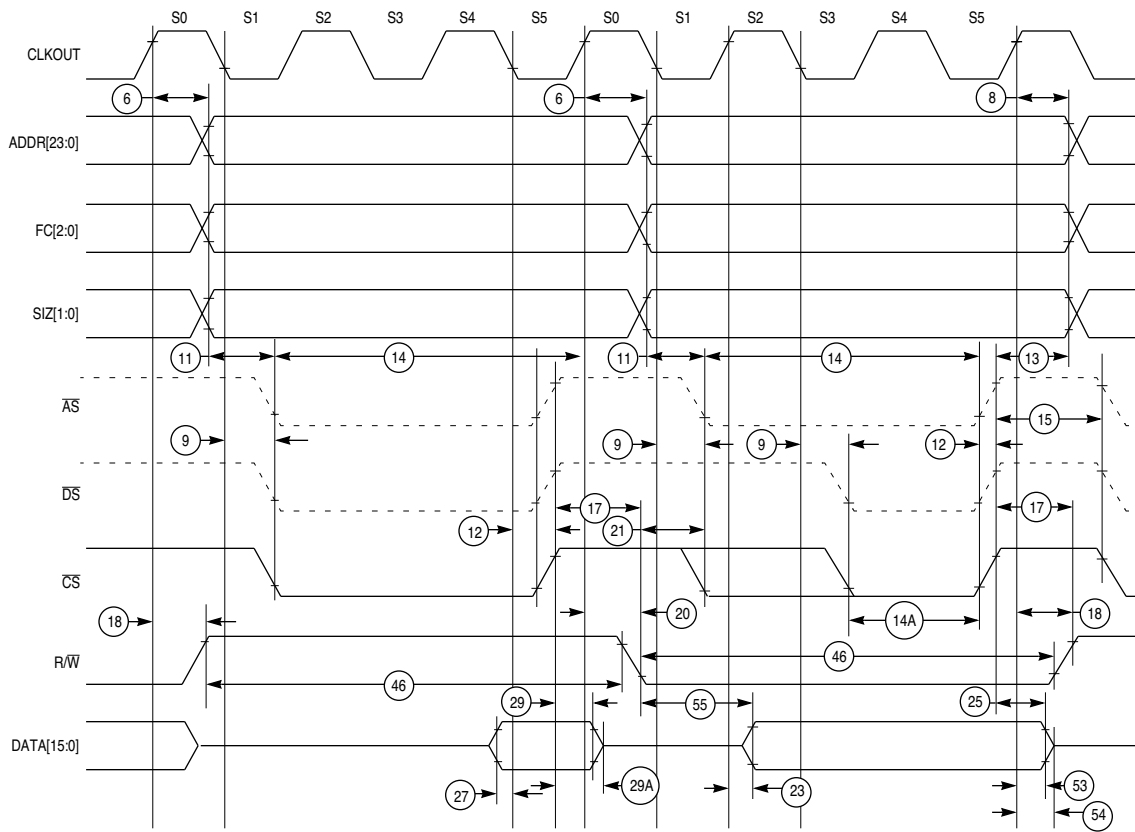 S0 S1 S2 S3 S4 S5 S0 S1 S2 S3 S4 S5
CLKOUT
6 6 8
ADDR[23:0]
FC[2:0]
SIZ[1:0]
11 14 11 14 13
AS
15
9 9 9 12
DS
17 17
12 21
CS
18 20 14A 18
R/W
46
46
29 55 25
DATA[15:0]
27 29A 23 53
54